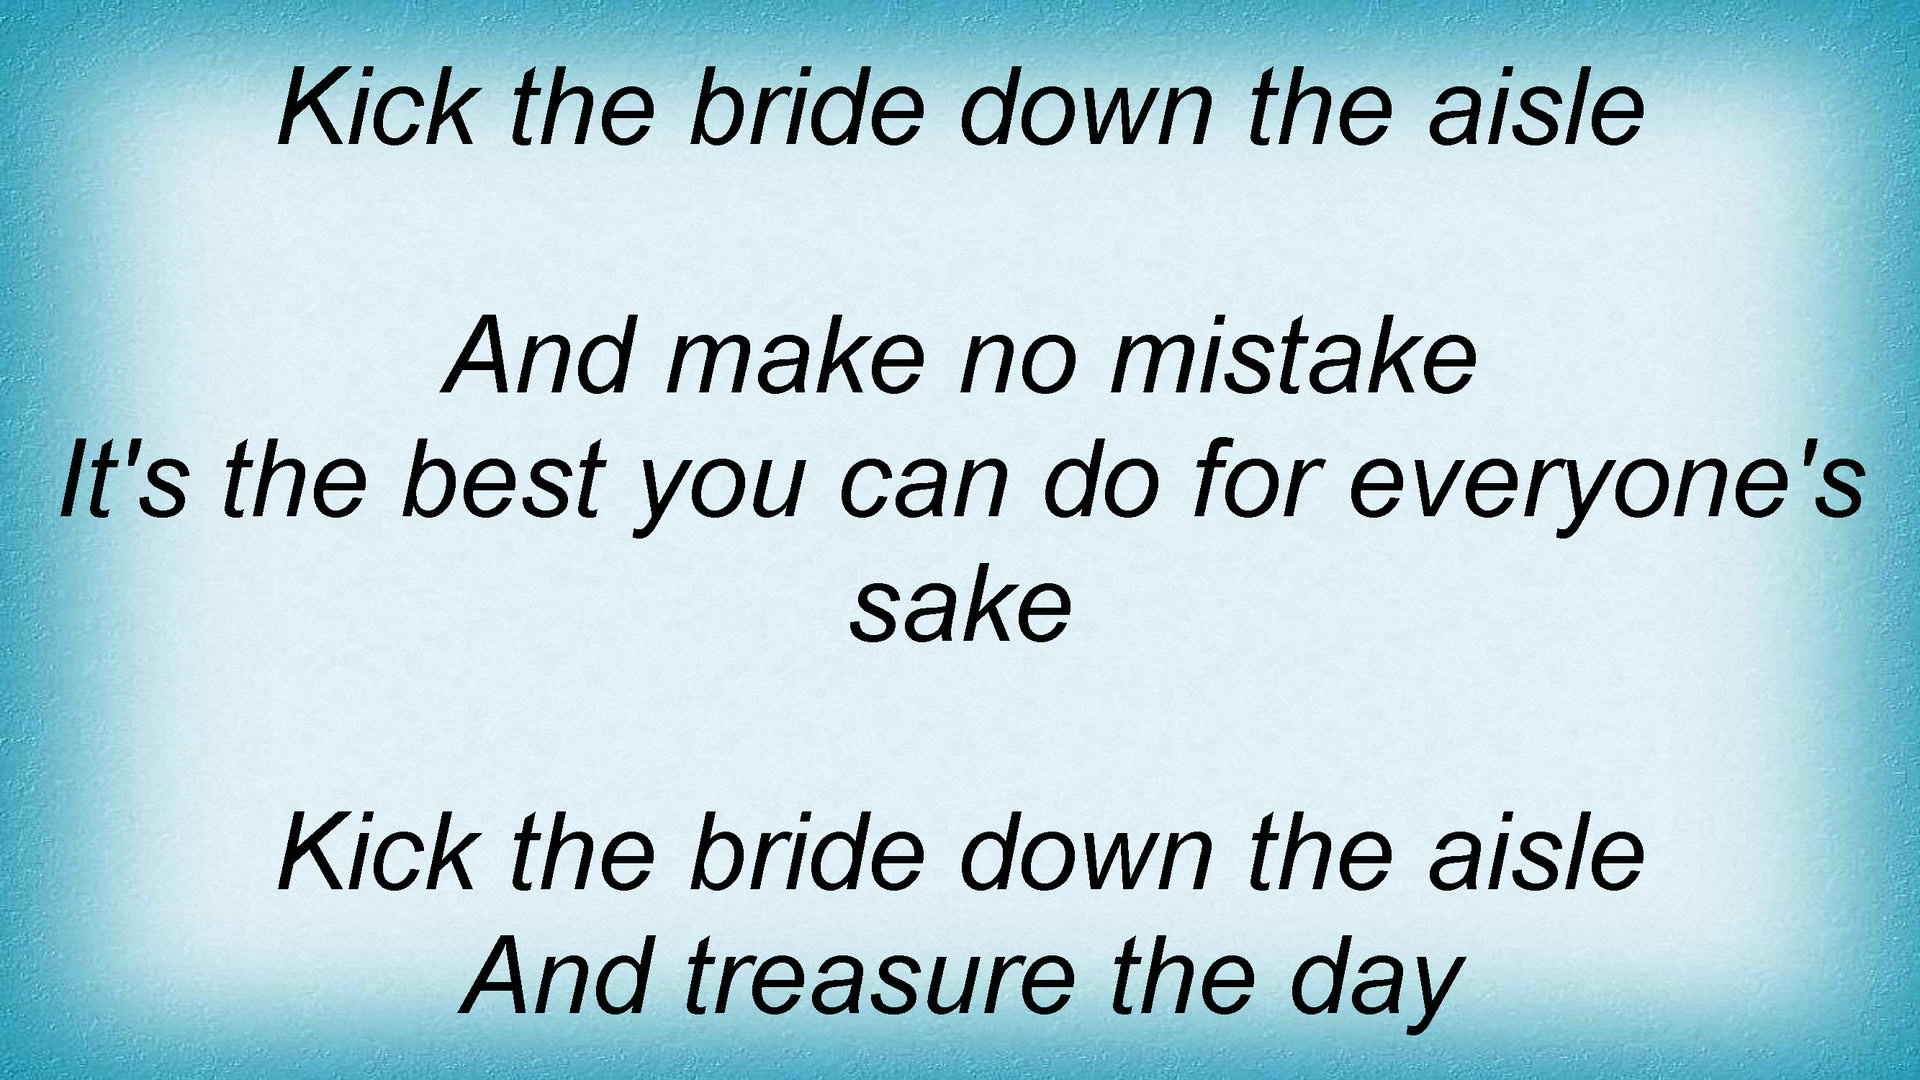 Kick the bride down the aisle
And make no mistake
It's the best you can do for everyone's
sake
Kick the bride down the aisle
And treasure the day